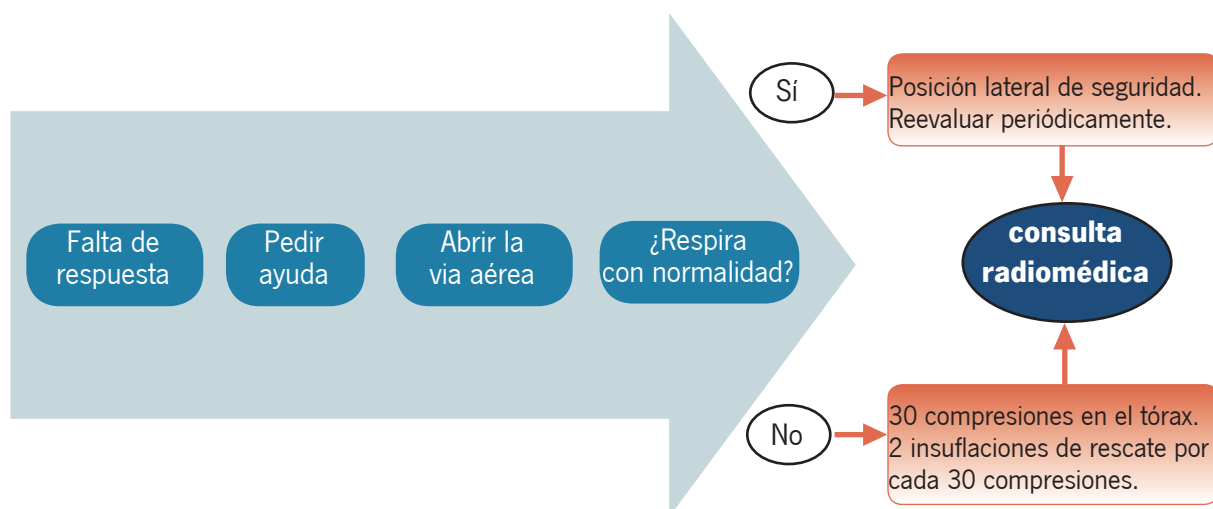 Falta de
respuesta
Pedir
ayuda
Abrir la
via aérea
¿Respira
con normalidad?
Sí
Posición lateral de seguridad.
Reevaluar periódicamente.
consulta
radiomédica
No
30 compresiones en el tórax.
2 insuflaciones de rescate por
cada 30 compresiones.